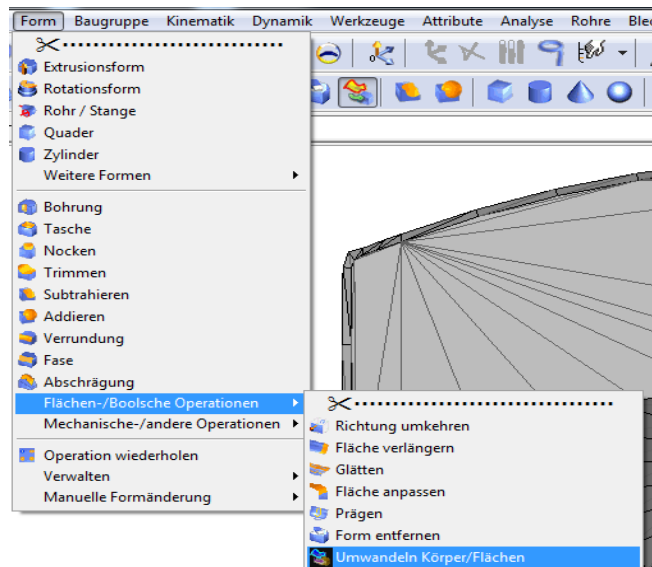 Form Baugruppe Kinematik Dynamik Werkzeuge Attribute Analyse Rohre
Extrusionsform
Rotationsform
Rohr / Stange
Quader
Zylinder
Weitere Formen
Bohrung
Tasche
Nocken
Trimmen
Subtrahieren
Addieren
Verrundung
Fase
Abschrägung
Flächen-/Boolsche Operationen
Mechanische-/andere Operationen
Operation wiederholen
Verwalten
Manuelle Formänderung
Richtung umkehren
Fläche verlängern
Glätten
Fläche anpassen
Prägen
Form entfernen
Umwandeln Körper/Flächen